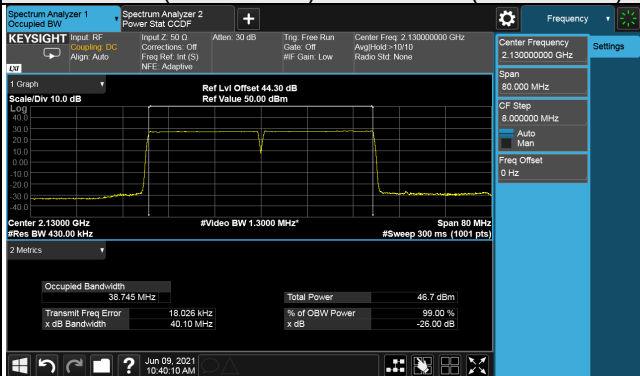 Spectrum Analyzer 1
Occupied BW
Spectrum Analyzer 2
Power Stat CCDF
Frequency
KEYSIGHT
Input: RF
Coupling: DC
Align: Auto
Input Z: 50 Ω
Corrections: Off
Freq Ref: Int (S)
NFE: Adaptive
Atten: 30 dB
Trig: Free Run
Gate: Off
#IF Gain: Low
Center Freq: 2.130000000 GHz
Avg|Hold:>10/10
Radio Std: None
LXI
Center Frequency
2.130000000 GHz
Settings
Span
80.000 MHz
CF Step
8.000000 MHz
Auto
Man
Freq Offset
0 Hz
1 Graph
Scale/Div 10.0 dB
Ref Lvl Offset 44.30 dB
Ref Value 50.00 dBm
Log
40.0
30.0
20.0
10.0
0.00
-10.0
-20.0
-30.0
-40.0
Center 2.13000 GHz
#Res BW 430.00 kHz
#Video BW 1.3000 MHz*
Span 80 MHz
#Sweep 300 ms (1001 pts)
2 Metrics
Occupied Bandwidth
38.745 MHz
Transmit Freq Error 18.026 kHz
x dB Bandwidth 40.10 MHz
Total Power 46.7 dBm
% of OBW Power 99.00 %
x dB -26.00 dB
?
Jun 09, 2021
10:40:10 AM